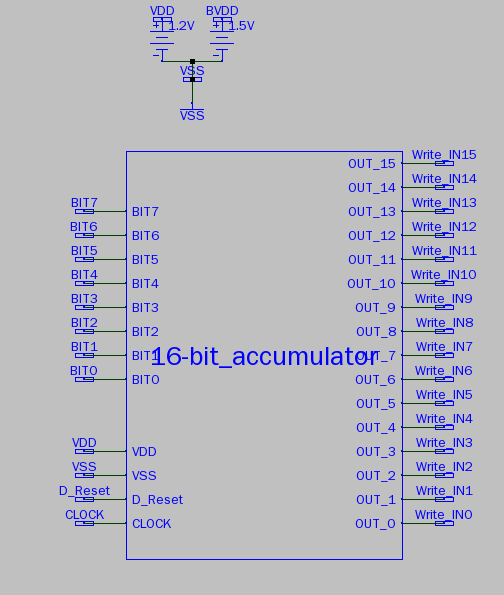 VDD BVDD
+ 1.2V + 1.5V
- -
VSS
VSS
OUT_15 Write_IN15
OUT_14 Write_IN14
BIT7 BIT7 OUT_13 Write_IN13
BIT6 BIT6 OUT_12 Write_IN12
BIT5 BIT5 OUT_11 Write_IN11
BIT4 BIT4 OUT_10 Write_IN10
BIT3 BIT3 OUT_9 Write_IN9
BIT2 BIT2 OUT_8 Write_IN8
BIT1 BIT1 16-bit_accumulator OUT_7 Write_IN7
BIT0 BIT0 OUT_6 Write_IN6
OUT_5 Write_IN5
OUT_4 Write_IN4
VDD VDD OUT_3 Write_IN3
VSS VSS OUT_2 Write_IN2
D_Reset D_Reset OUT_1 Write_IN1
CLOCK CLOCK OUT_0 Write_IN0